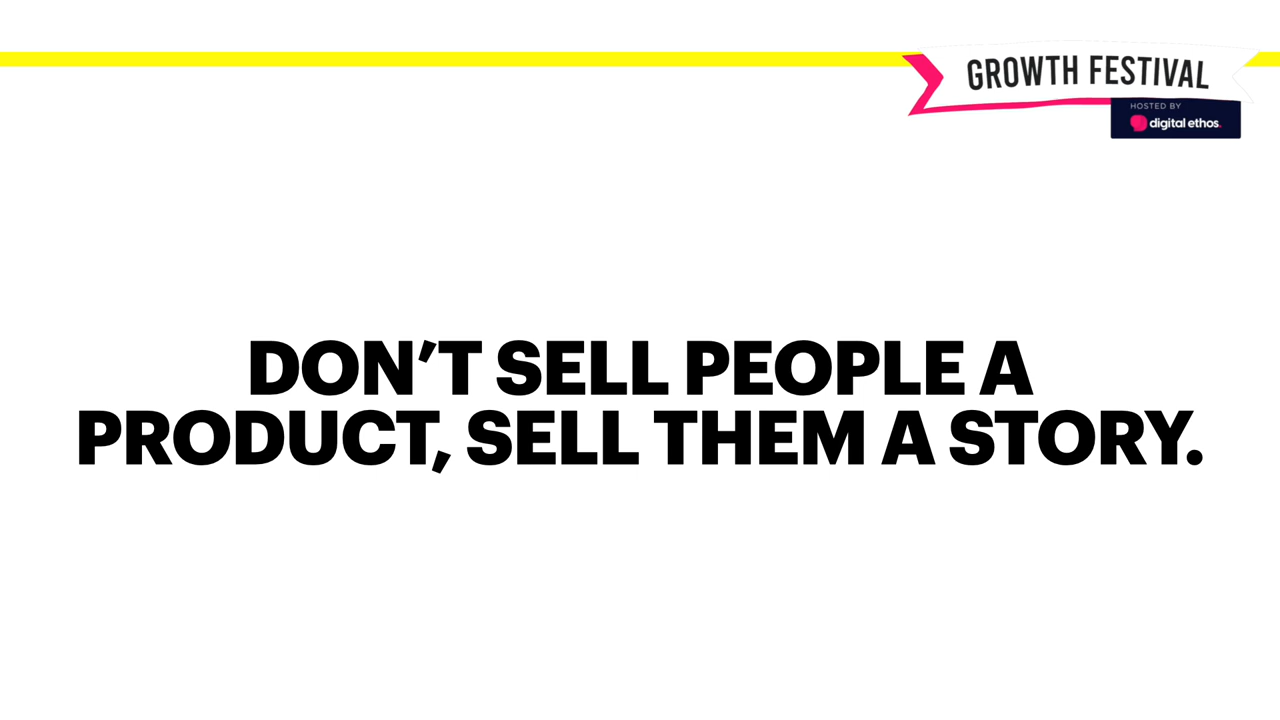 GROWTH FESTIVAL
HOSTED BY
digital ethos.
DON’T SELL PEOPLE A
PRODUCT, SELL THEM A STORY.